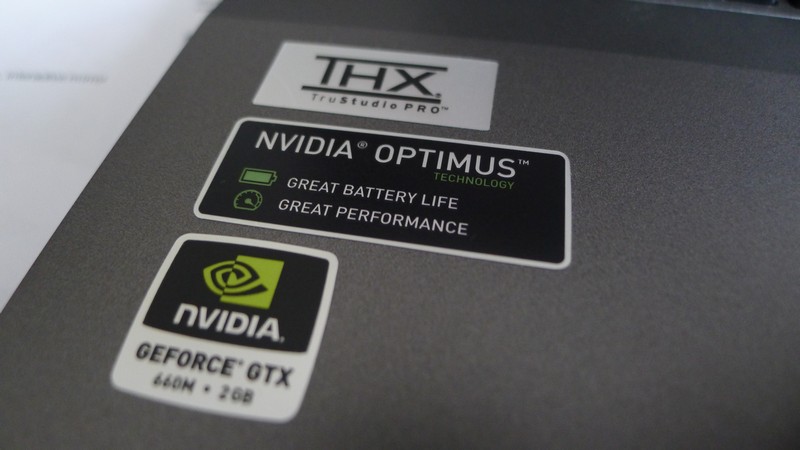 THX®
TruStudio PRO™
NVIDIA® OPTIMUS™
TECHNOLOGY
GREAT BATTERY LIFE
GREAT PERFORMANCE
NVIDIA®
GEFORCE® GTX
660M • 2GB